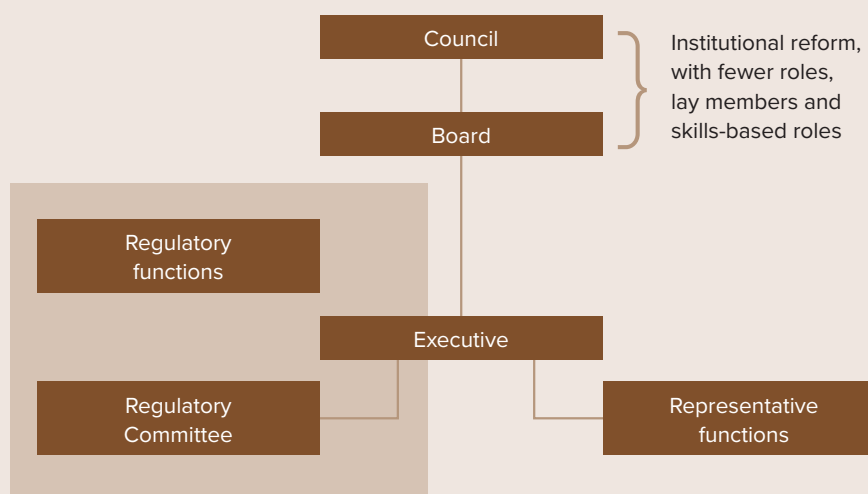 Council
Institutional reform,
with fewer roles,
lay members and
skills-based roles
Board
Regulatory
functions
Executive
Regulatory
Committee
Representative
functions